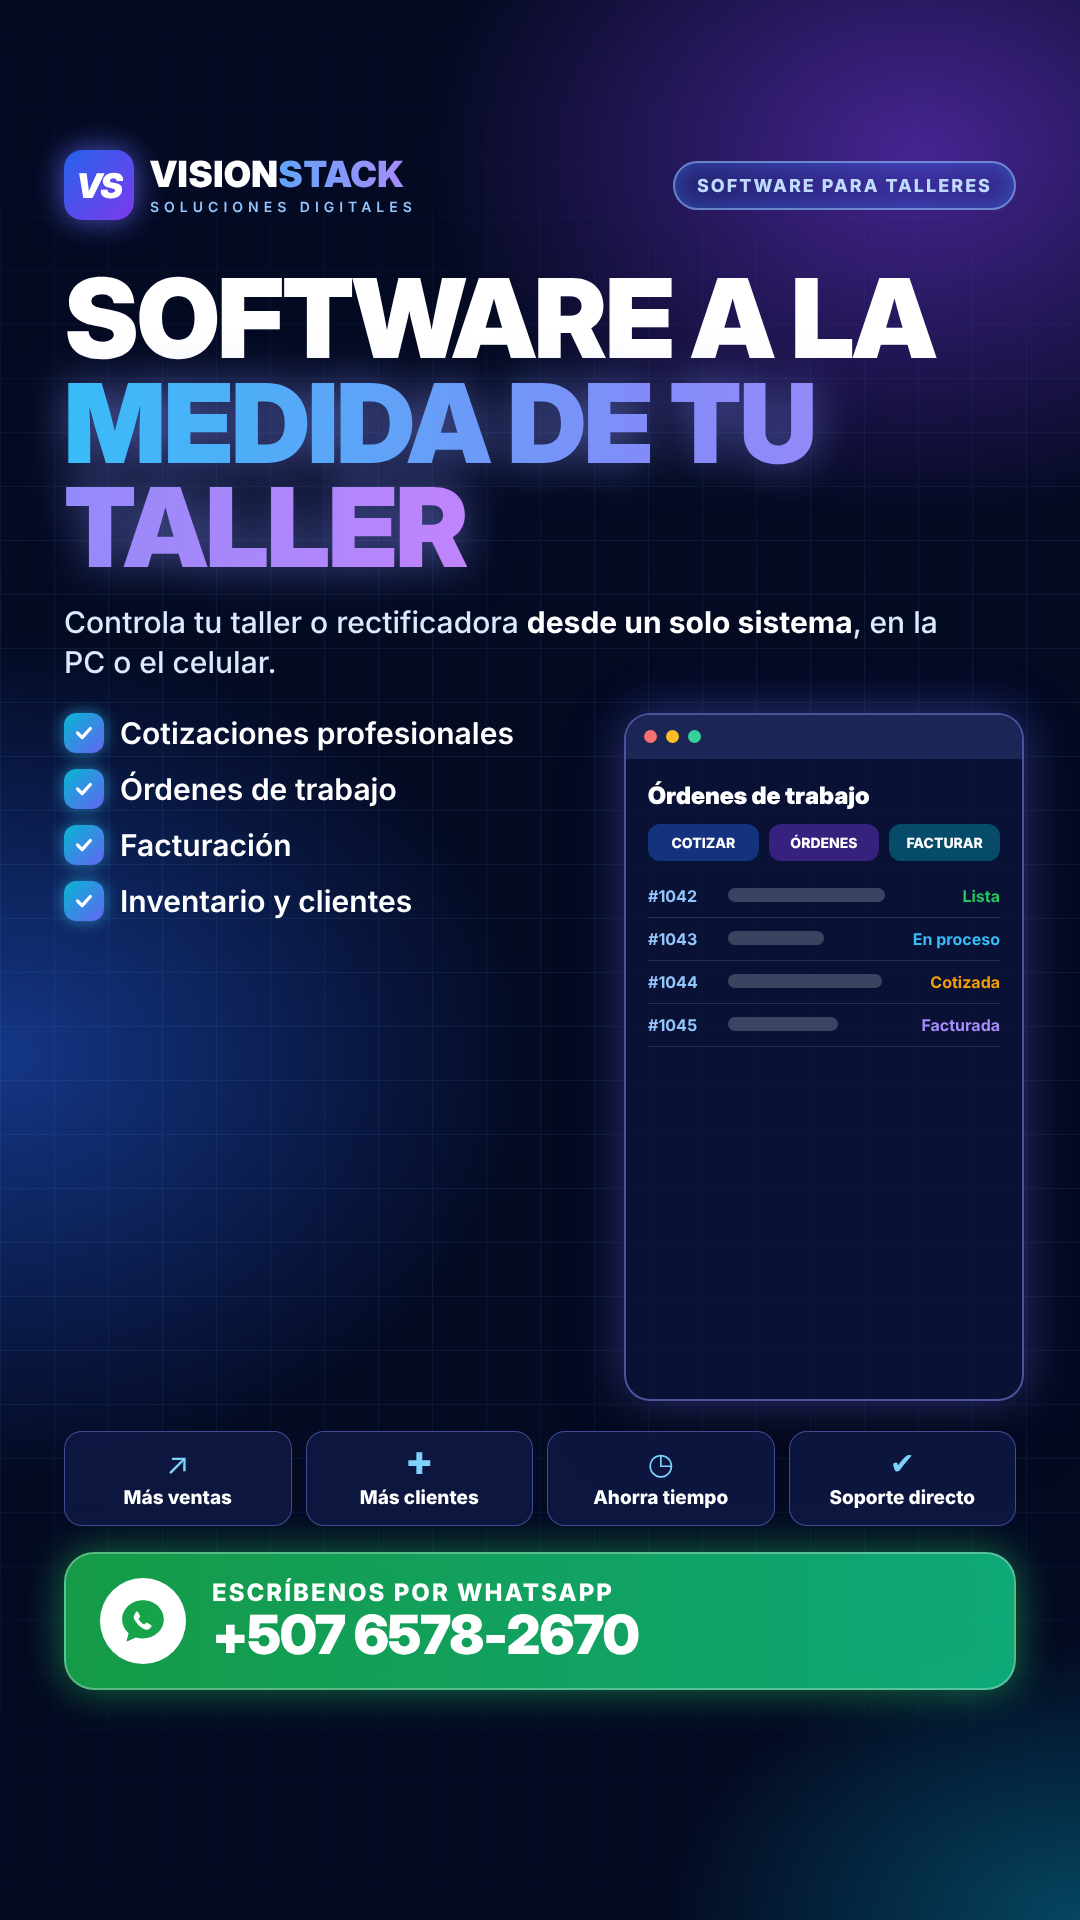 VS
VISIONSTACK
SOLUCIONES DIGITALES
SOFTWARE PARA TALLERES
SOFTWARE A LA
MEDIDA DE TU
TALLER
Controla tu taller o rectificadora desde un solo sistema, en la
PC o el celular.
Cotizaciones profesionales
Órdenes de trabajo
Facturación
Inventario y clientes
Órdenes de trabajo
COTIZAR ÓRDENES FACTURAR
#1042 Lista
#1043 En proceso
#1044 Cotizada
#1045 Facturada
Más ventas
Más clientes
Ahorra tiempo
Soporte directo
ESCRÍBENOS POR WHATSAPP
+507 6578-2670